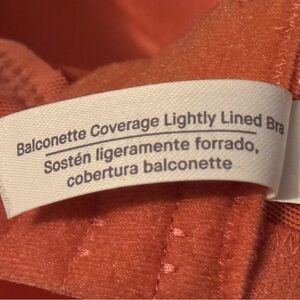 Balconette Coverage Lightly Lined Bra
Sostén ligeramente forrado,
cobertura balconette